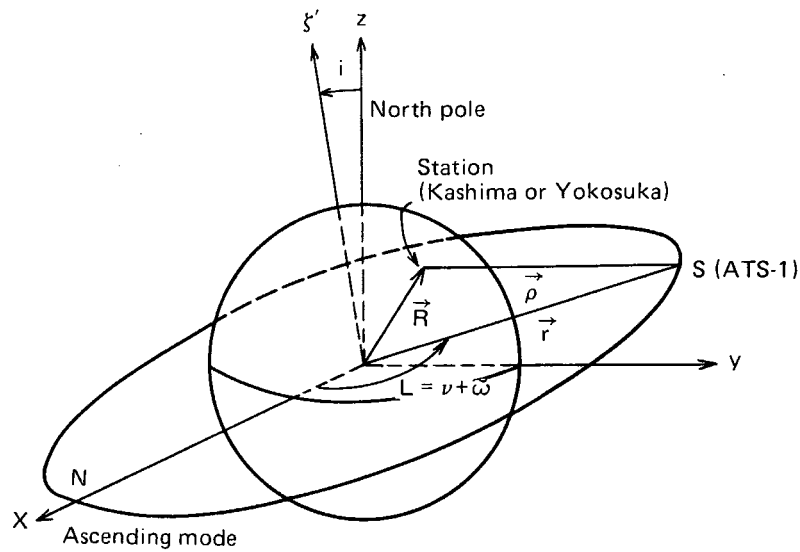 ζ′
z
i
North pole
Station
(Kashima or Yokosuka)
S (ATS-1)
ρ⃗
R⃗
r⃗
y
L = ν+ω̃
N
X
Ascending mode